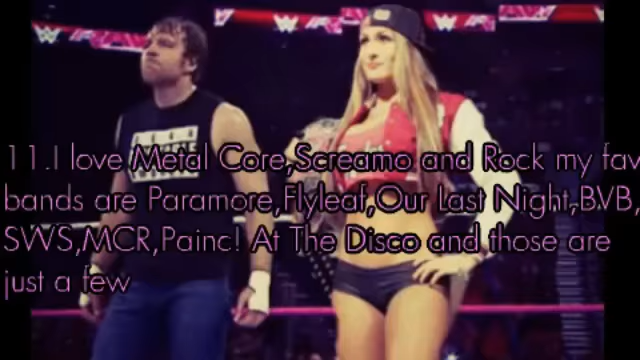 11.I love Metal Core,Screamo and Rock my fav
bands are Paramore,Flyleaf,Our Last Night,BVB,
SWS,MCR,Painc! At The Disco and those are
just a few